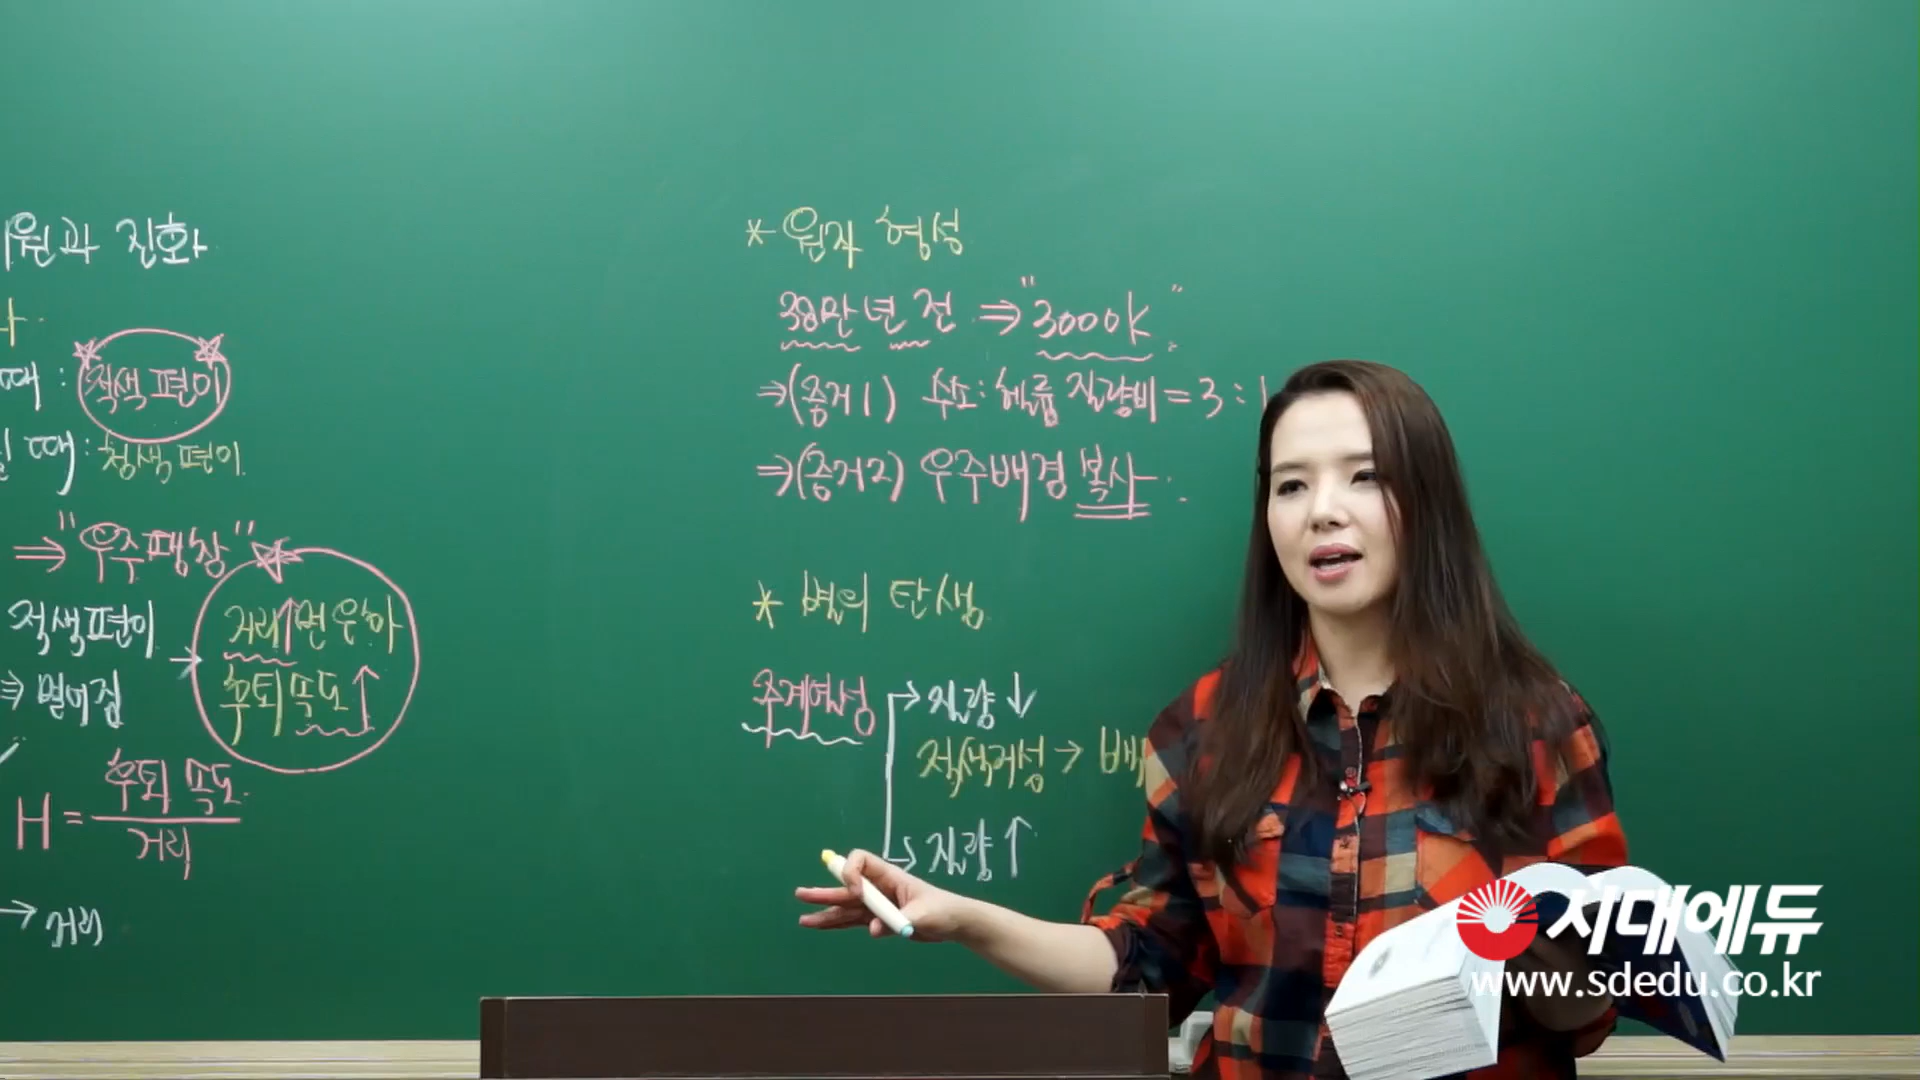 기원과 진화
때 : 적색편이
때 : 청색편이
⇒ "우주팽창"
적색편이 → 거리↑ 면 은하
후퇴속도↑
⇒ 멀어짐
H = 후퇴 속도 / 거리
→ 거리
* 원자 형성
38만 년 전 ⇒ "3000K"
⇒ (증거1) 수소 : 헬륨 질량비 = 3 : 1
⇒ (증거2) 우주배경 복사
* 별의 탄생
주계열성 → 질량↓
적색거성 → 백
→ 질량↑
시대에듀
www.sdedu.co.kr